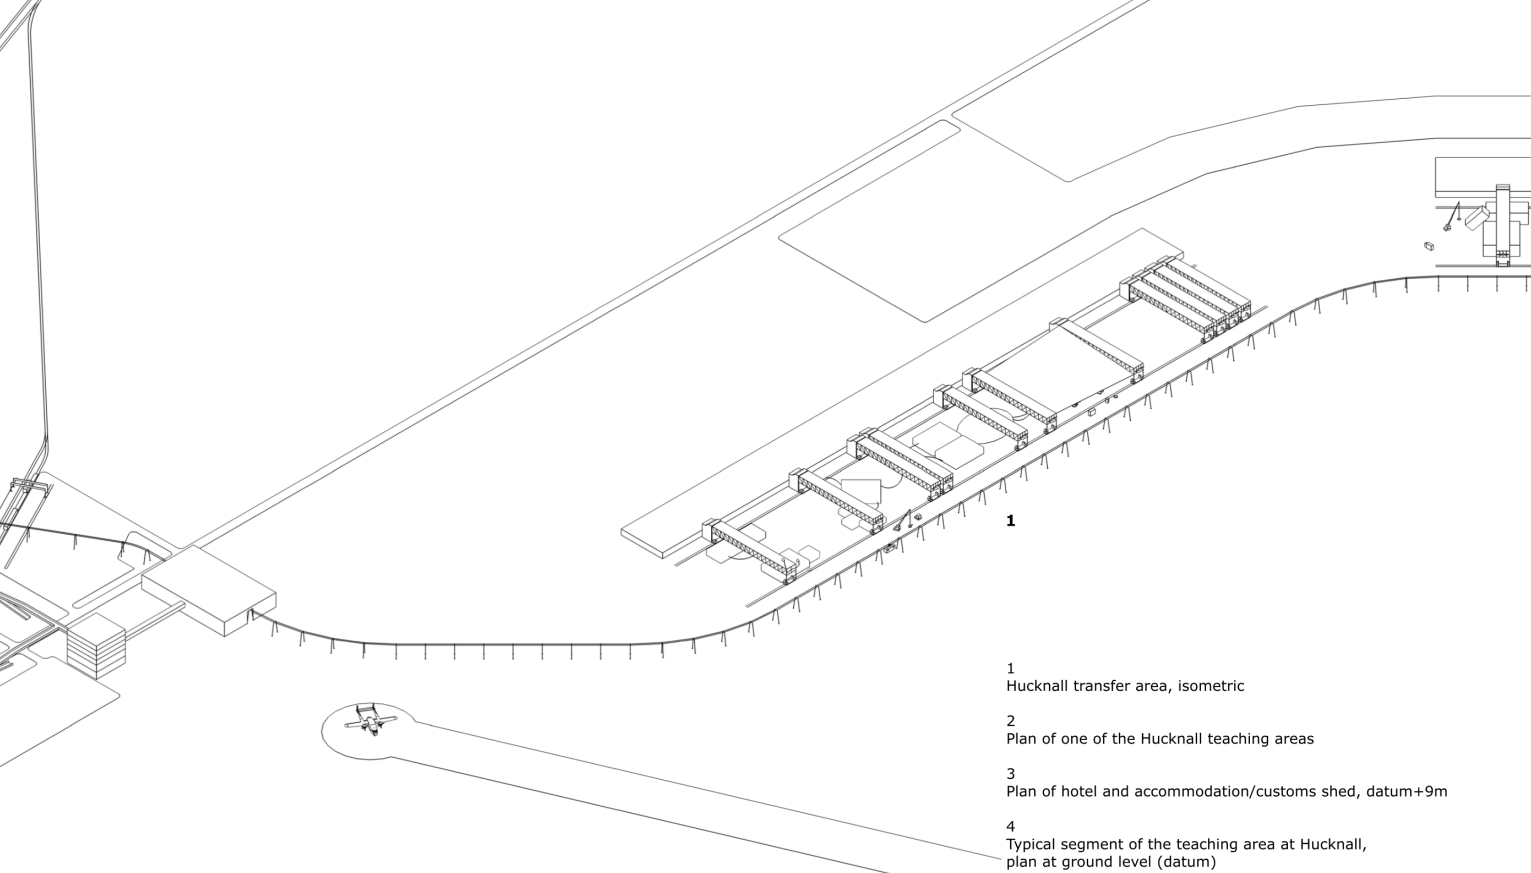 1
1
Hucknall transfer area, isometric
2
Plan of one of the Hucknall teaching areas
3
Plan of hotel and accommodation/customs shed, datum+9m
4
Typical segment of the teaching area at Hucknall,
plan at ground level (datum)